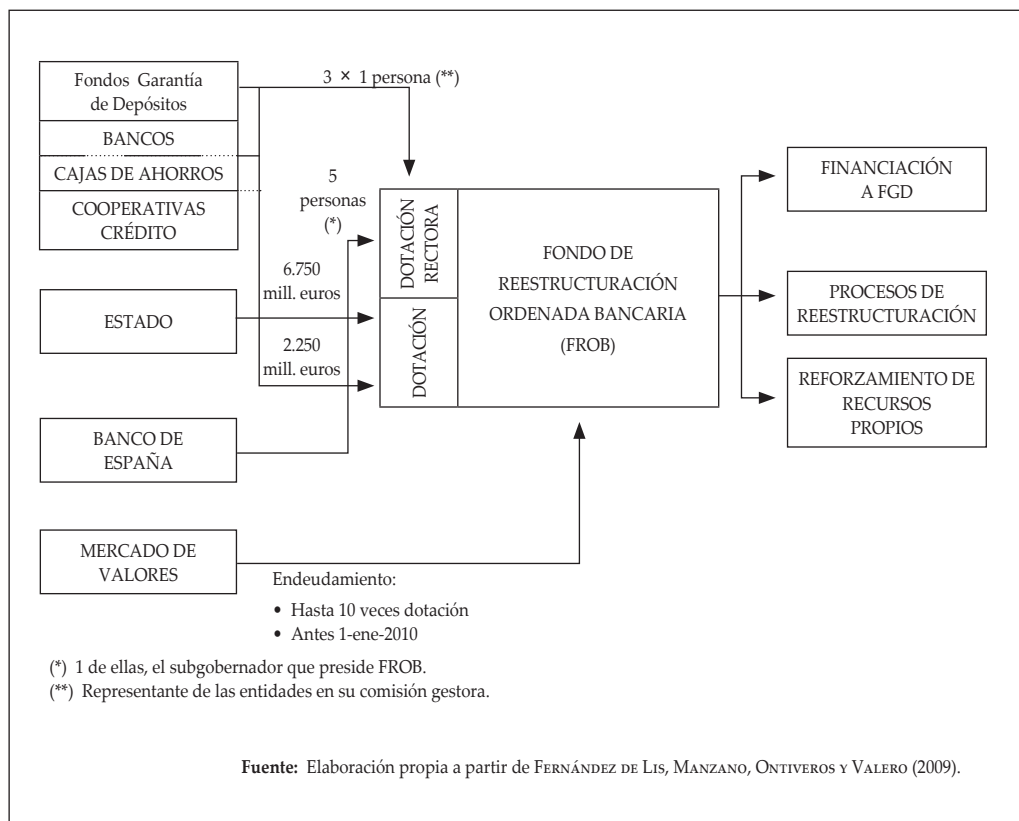 Fondos Garantía
de Depósitos
BANCOS
CAJAS DE AHORROS
COOPERATIVAS
CRÉDITO
3 × 1 persona (**)
5
personas
(*)
6.750
mill. euros
ESTADO
2.250
mill. euros
BANCO DE
ESPAÑA
MERCADO DE
VALORES
DOTACIÓN
RECTORA
DOTACIÓN
FONDO DE
REESTRUCTURACIÓN
ORDENADA BANCARIA
(FROB)
FINANCIACIÓN
A FGD
PROCESOS DE
REESTRUCTURACIÓN
REFORZAMIENTO DE
RECURSOS
PROPIOS
Endeudamiento:
• Hasta 10 veces dotación
• Antes 1-ene-2010
(*) 1 de ellas, el subgobernador que preside FROB.
(**) Representante de las entidades en su comisión gestora.
Fuente: Elaboración propia a partir de FERNÁNDEZ DE LIS, MANZANO, ONTIVEROS Y VALERO (2009).